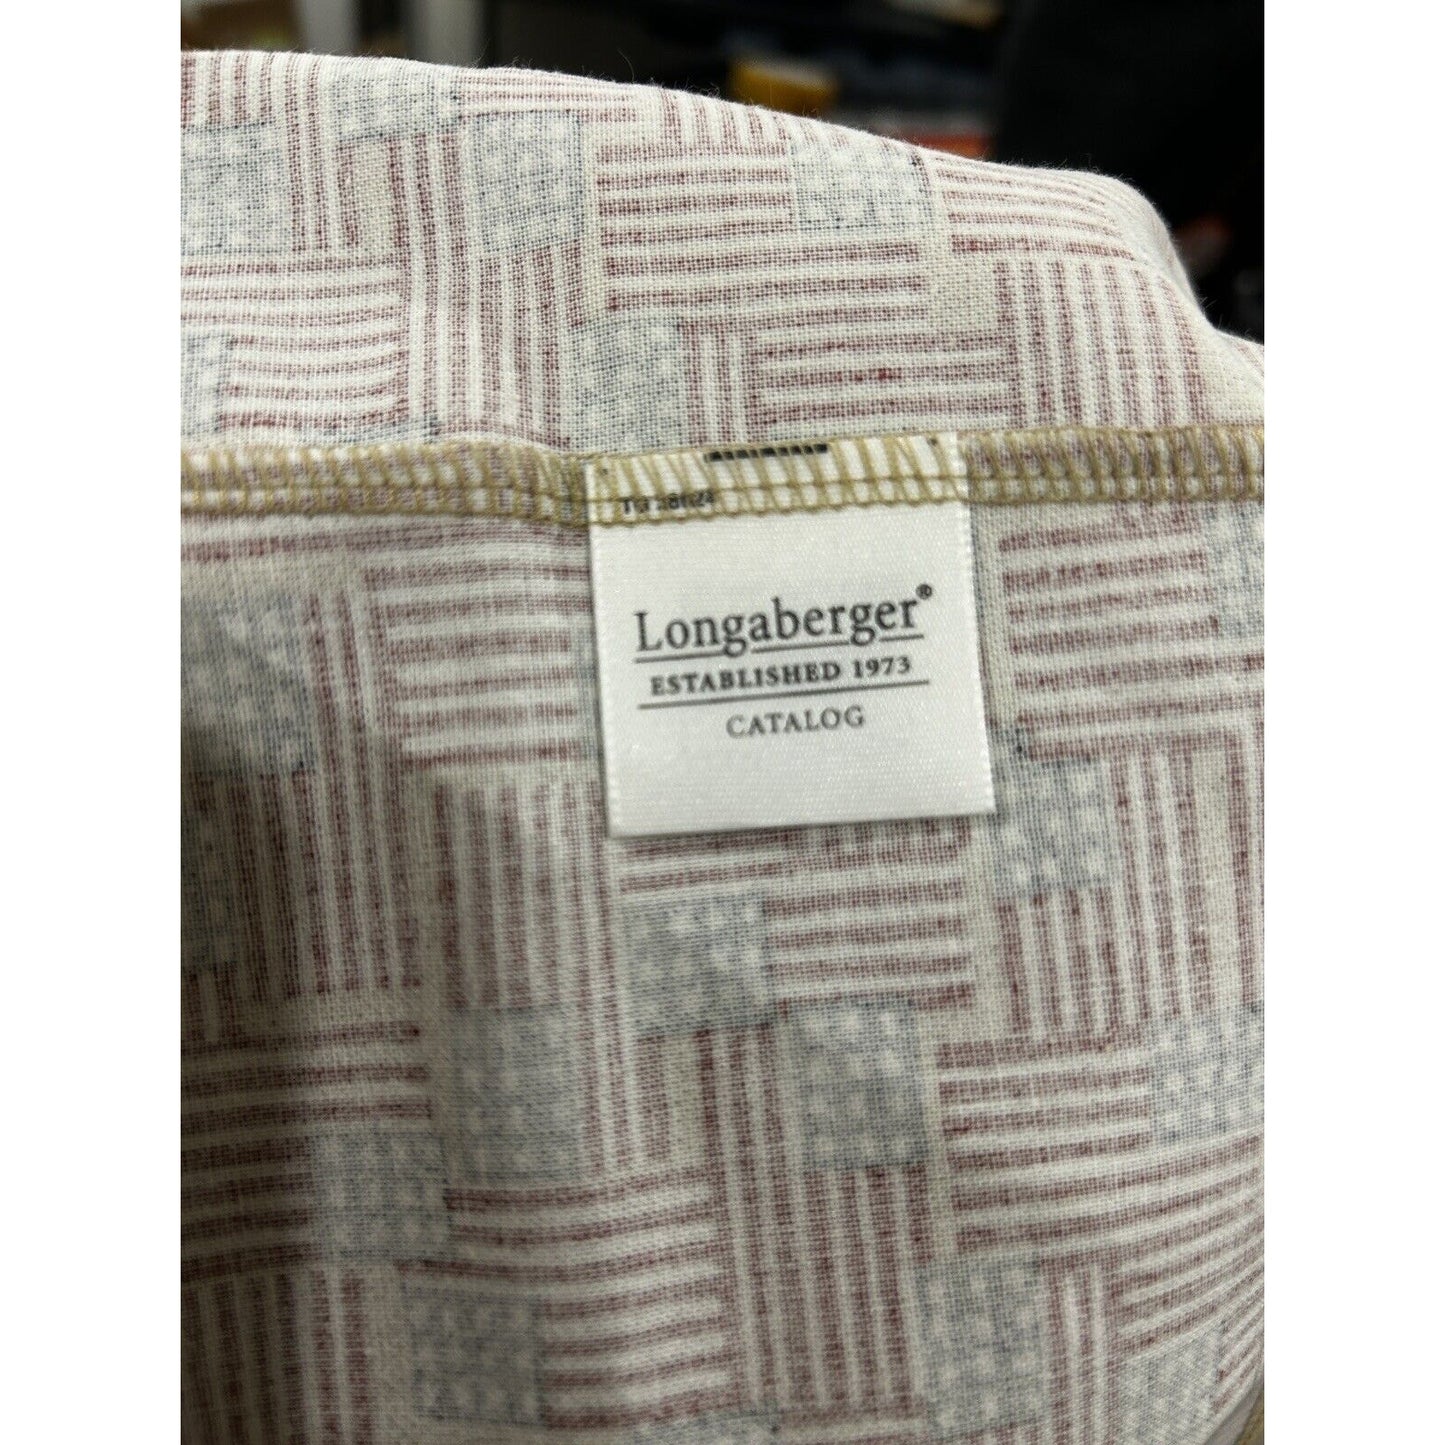 Longaberger®
ESTABLISHED 1973
CATALOG